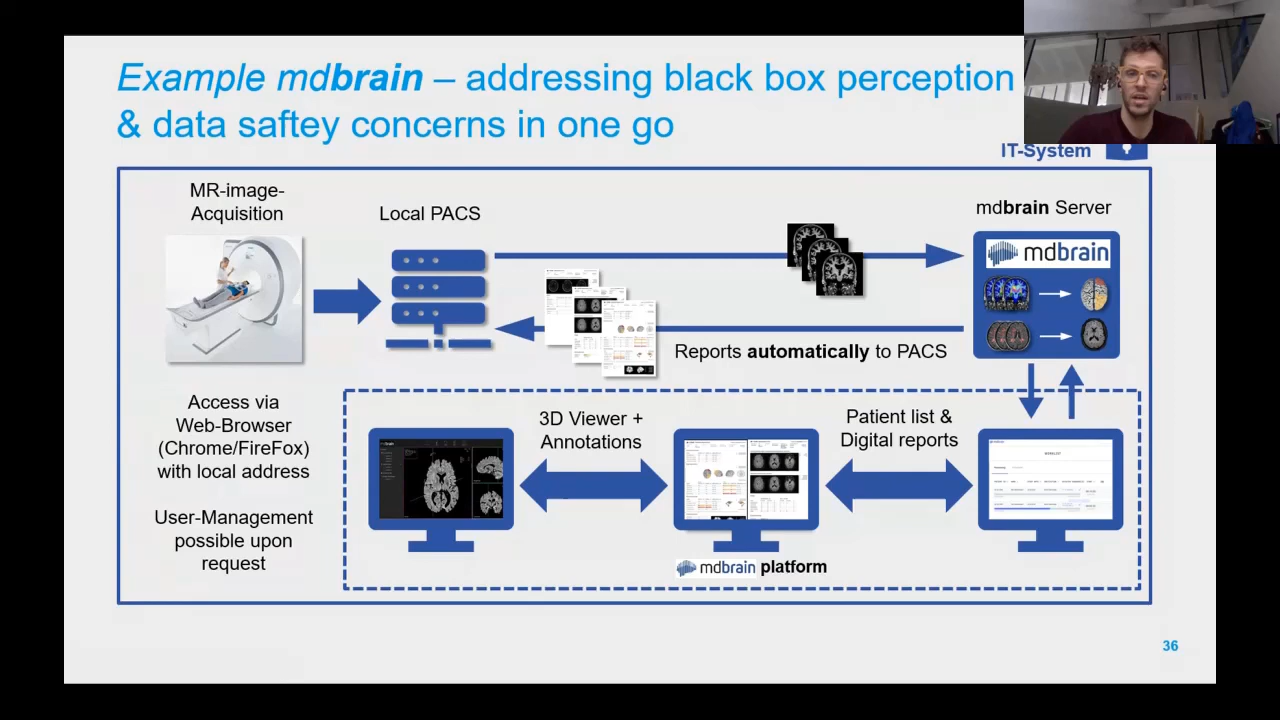 Example mdbrain – addressing black box perception
& data saftey concerns in one go
IT-System
MR-image-
Acquisition
Local PACS
mdbrain Server
mdbrain
Reports automatically to PACS
Access via
Web-Browser
(Chrome/FireFox)
with local address
User-Management
possible upon
request
3D Viewer +
Annotations
Patient list &
Digital reports
WORKLIST
mdbrain platform
36